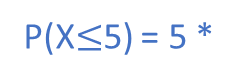 P(X≤5) = 5 *